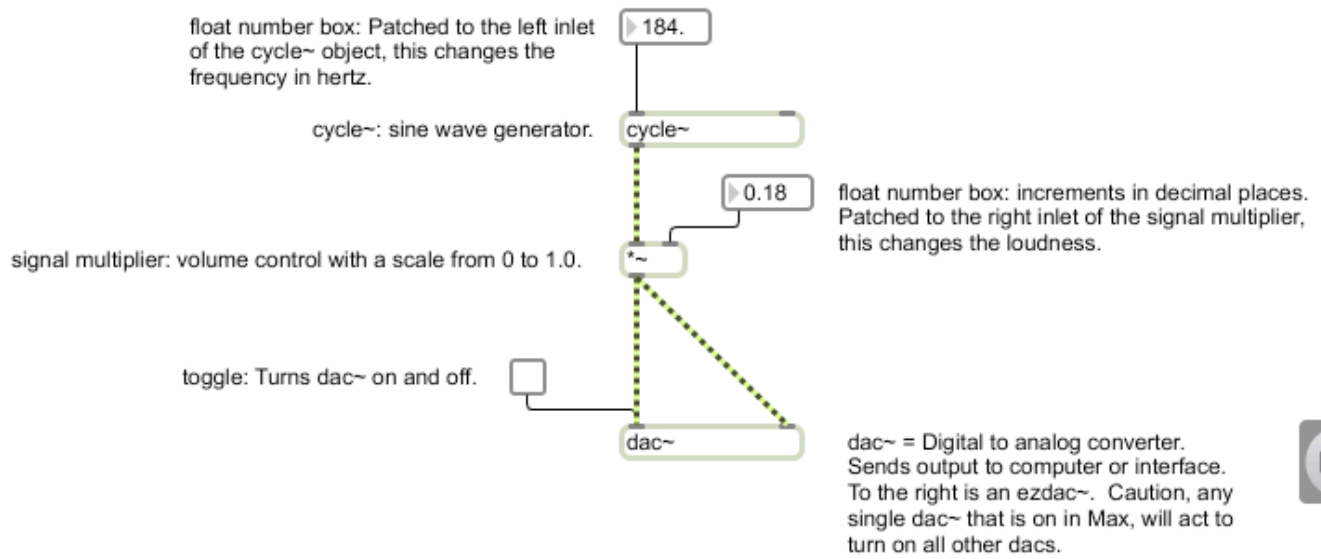 float number box: Patched to the left inlet
of the cycle~ object, this changes the
frequency in hertz.
184.
cycle~: sine wave generator.
cycle~
0.18
float number box: increments in decimal places.
Patched to the right inlet of the signal multiplier,
this changes the loudness.
signal multiplier: volume control with a scale from 0 to 1.0.
*~
toggle: Turns dac~ on and off.
dac~
dac~ = Digital to analog converter.
Sends output to computer or interface.
To the right is an ezdac~.  Caution, any
single dac~ that is on in Max, will act to
turn on all other dacs.